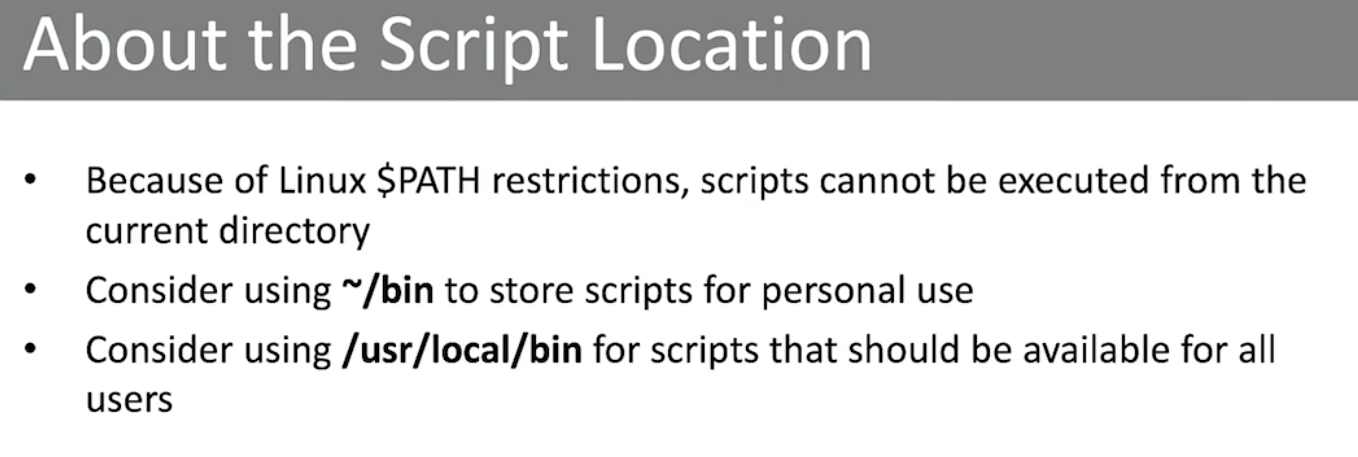 About the Script Location
• Because of Linux $PATH restrictions, scripts cannot be executed from the
current directory
• Consider using ~/bin to store scripts for personal use
• Consider using /usr/local/bin for scripts that should be available for all
users